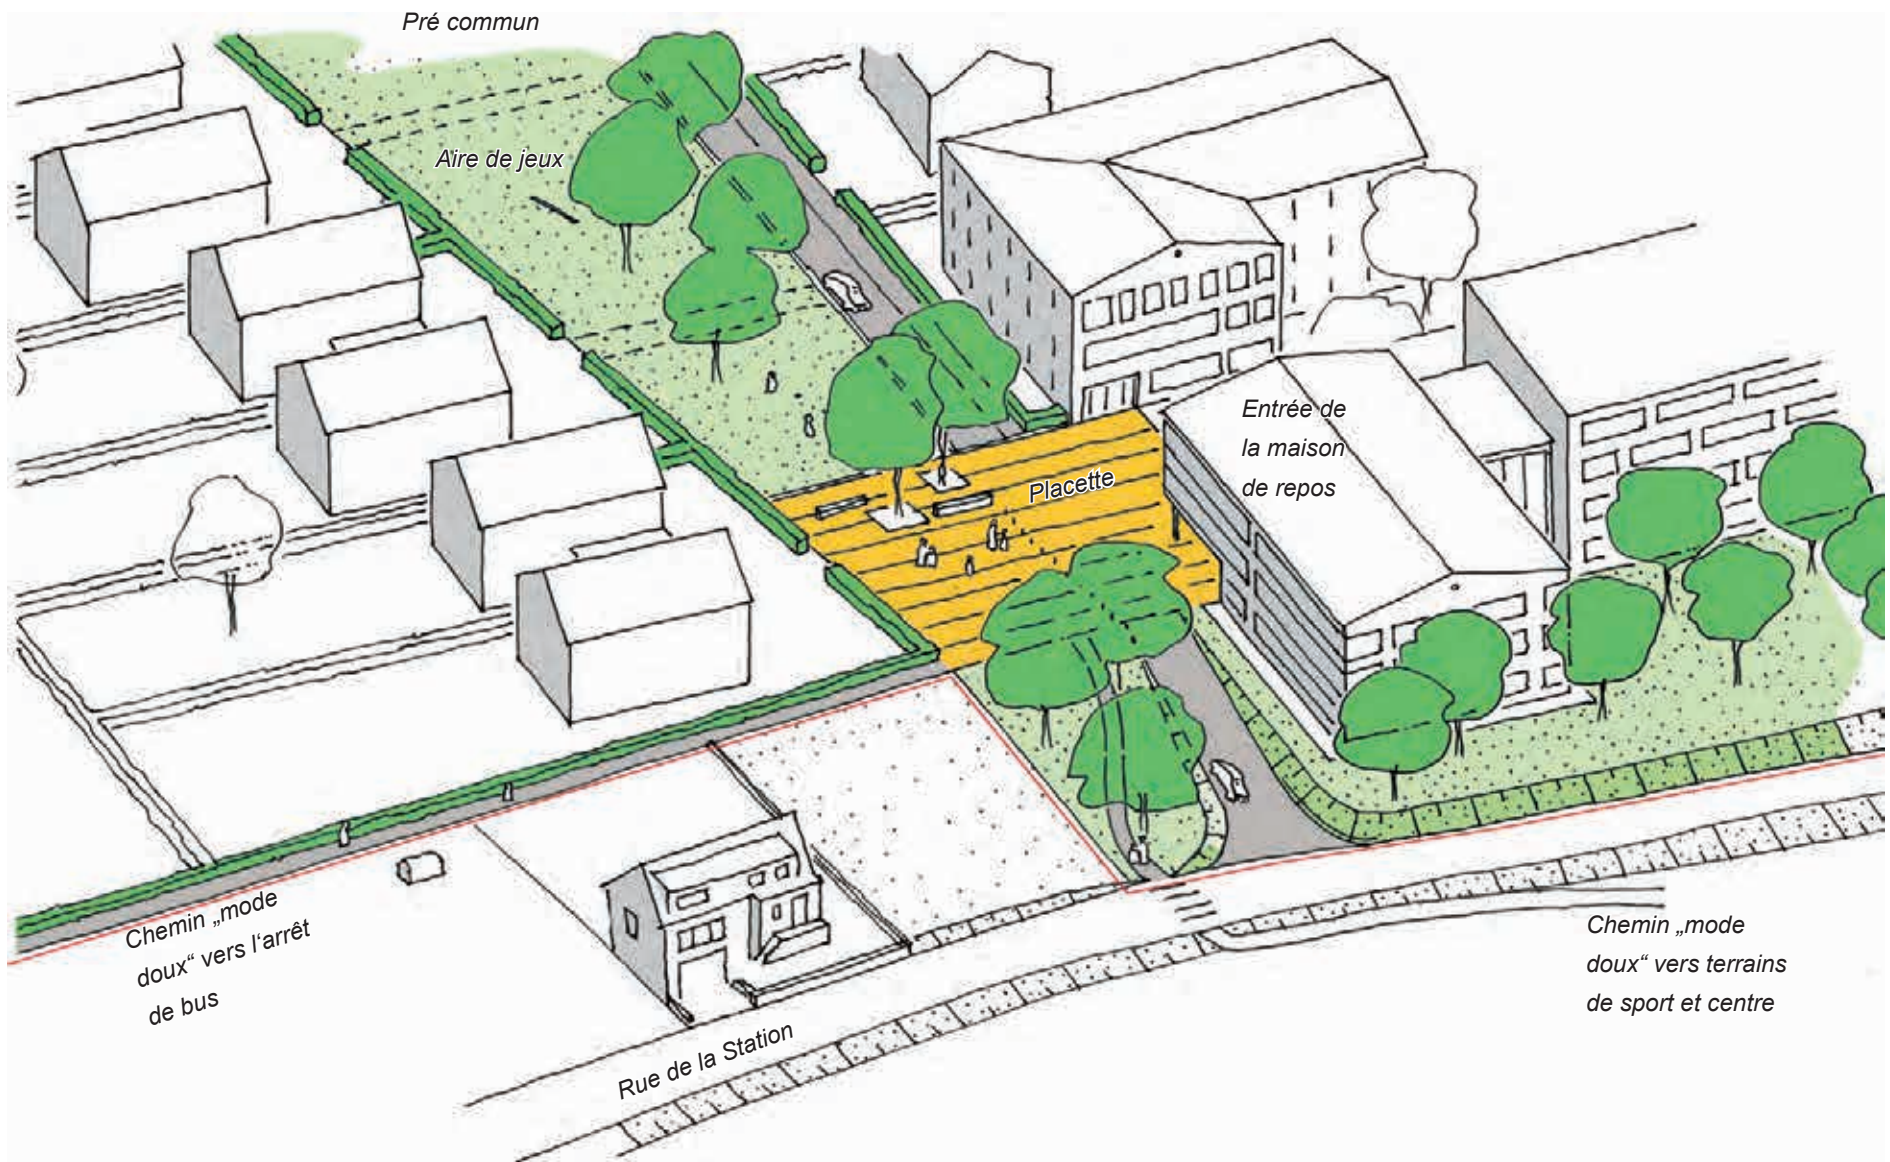 Pré commun
Aire de jeux
Entrée de
la maison
de repos
Placette
Chemin „mode
doux“ vers l‘arrêt
de bus
Chemin „mode
doux“ vers terrains
de sport et centre
Rue de la Station